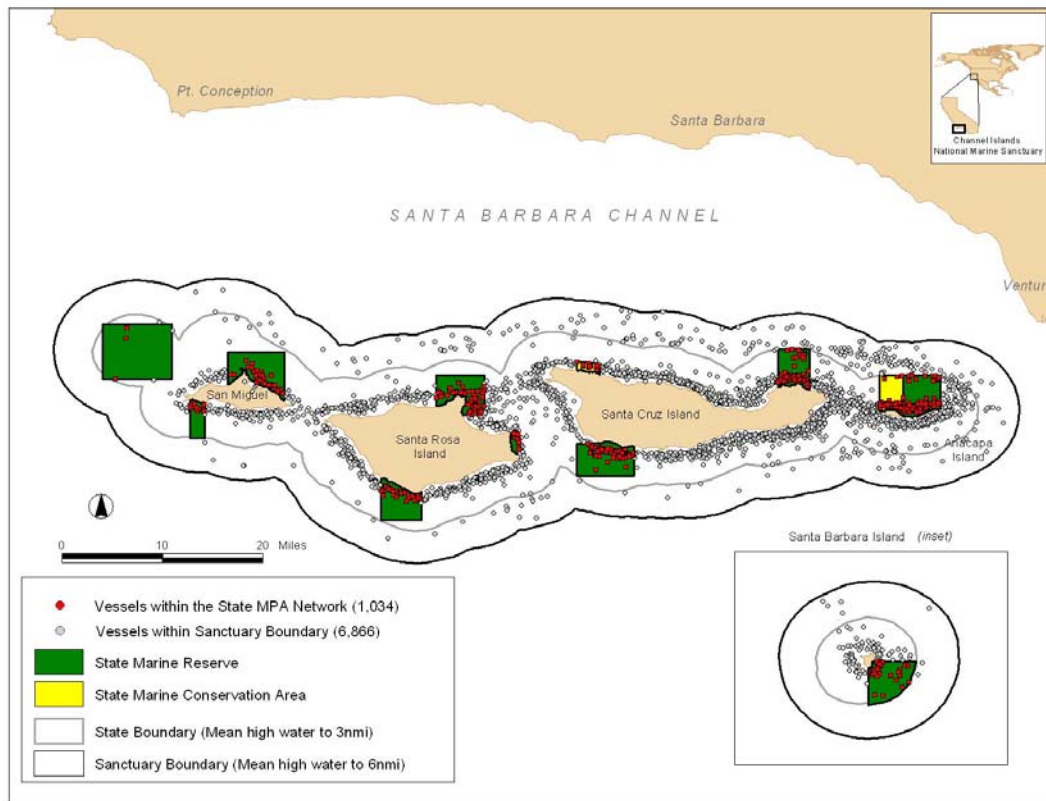 Pt. Conception
Santa Barbara
Channel Islands
National Marine Sanctuary
SANTA BARBARA CHANNEL
Ventur
San Miguel
Santa Rosa
Island
Santa Cruz Island
Anacapa
Island
0 10 20 Miles
Santa Barbara Island (inset)
Vessels within the State MPA Network (1,034)
Vessels within Sanctuary Boundary (6,866)
State Marine Reserve
State Marine Conservation Area
State Boundary (Mean high water to 3nmi)
Sanctuary Boundary (Mean high water to 6nmi)